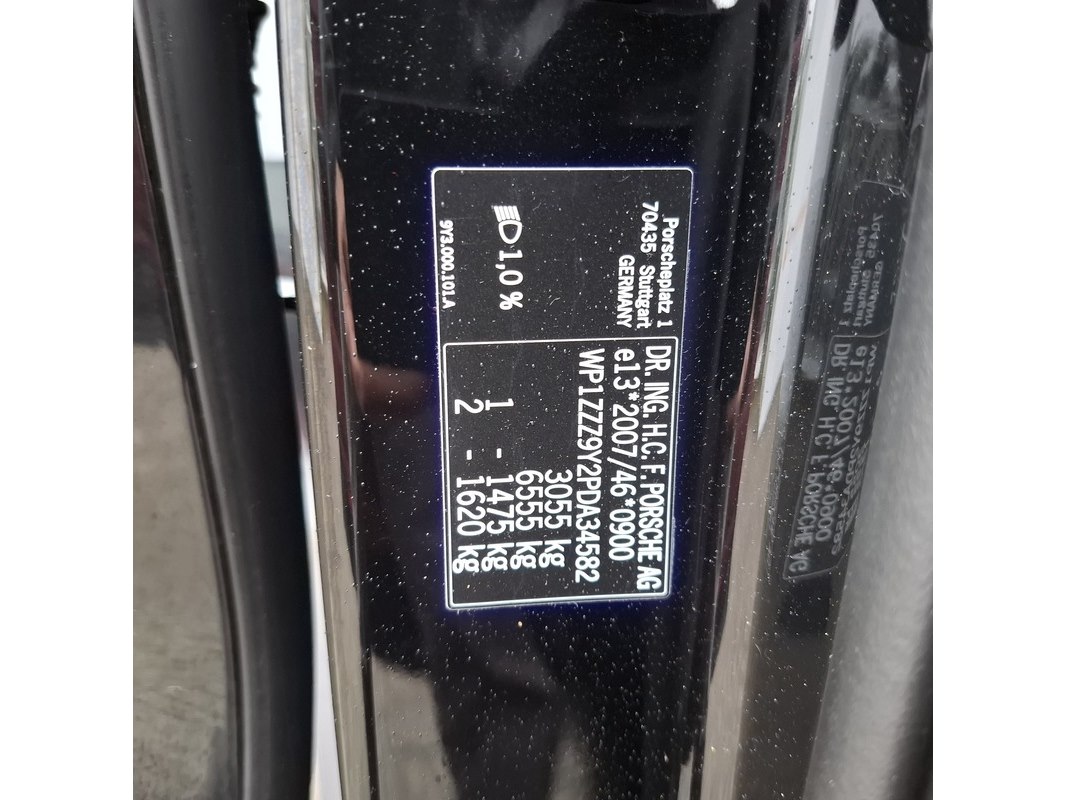 Porscheplatz 1
70435 Stuttgart
GERMANY
1,0 %
9Y3.000.101.A
DR. ING. H.C. F. PORSCHE AG
e13*2007/46*0900
WP1ZZZ9Y2PDA34582
3055 kg
6555 kg
1 - 1475 kg
2 - 1620 kg